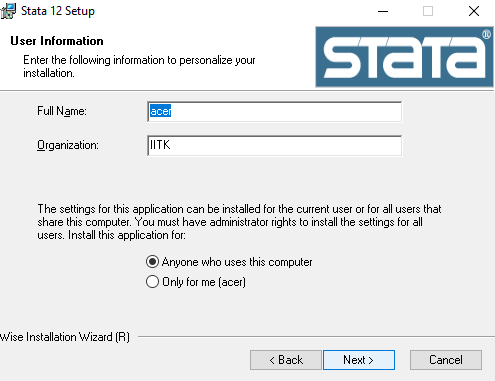 Stata 12 Setup
User Information
Enter the following information to personalize your
installation.
stata®
Full Name:
acer
Organization:
IITK
The settings for this application can be installed for the current user or for all users that
share this computer. You must have administrator rights to install the settings for all
users. Install this application for:
Anyone who uses this computer
Only for me (acer)
Wise Installation Wizard (R)
< Back
Next >
Cancel